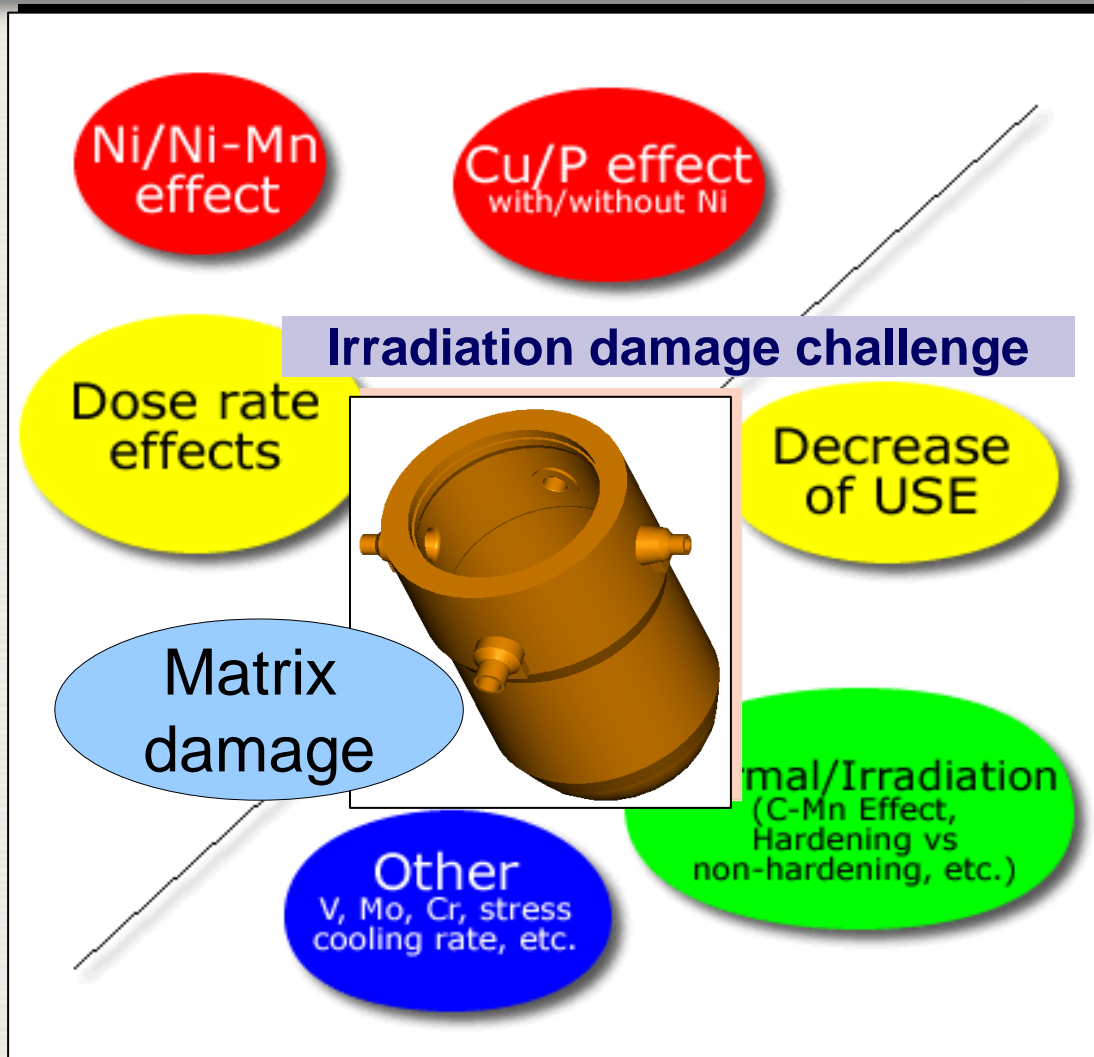 Ni/Ni-Mn
effect
Cu/P effect
with/without Ni
Irradiation damage challenge
Dose rate
effects
Decrease
of USE
Matrix
damage
mal/Irradiation
(C-Mn Effect,
Hardening vs
non-hardening, etc.)
Other
V, Mo, Cr, stress
cooling rate, etc.